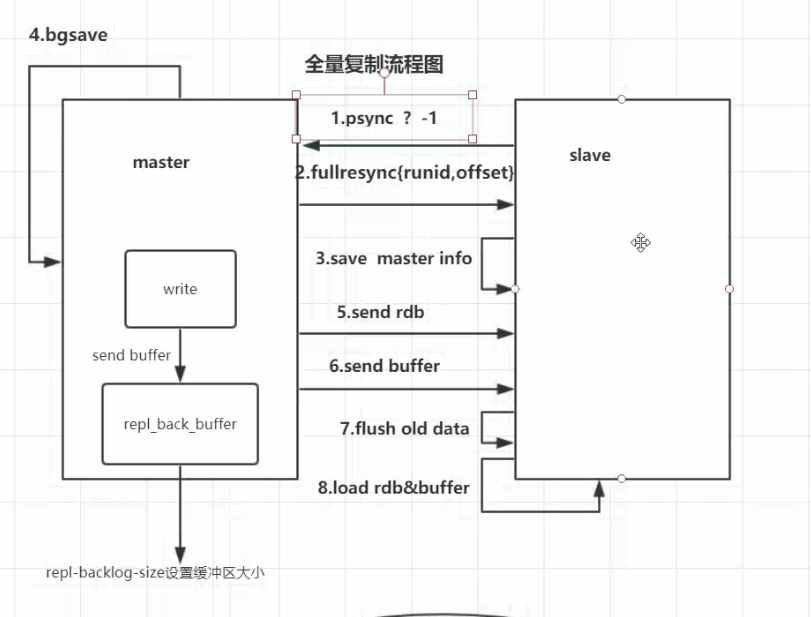 4.bgsave
全量复制流程图
1.psync ? -1
master
slave
2.fullresync{runid,offset}
3.save master info
write
5.send rdb
send buffer
6.send buffer
repl_back_buffer
7.flush old data
8.load rdb&buffer
repl-backlog-size设置缓冲区大小